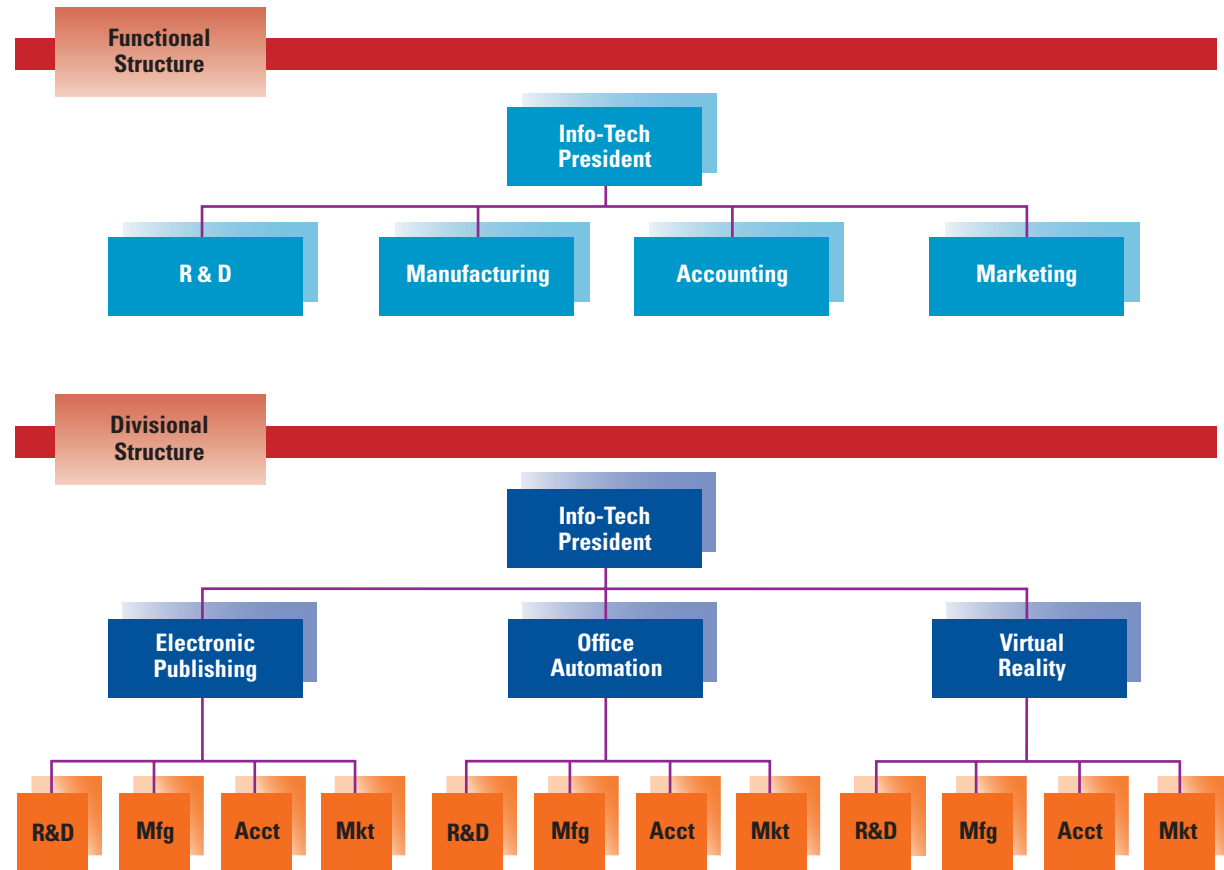 Functional
Structure
Info-Tech
President
R & D
Manufacturing
Accounting
Marketing
Divisional
Structure
Info-Tech
President
Electronic
Publishing
Office
Automation
Virtual
Reality
R&D
Mfg
Acct
Mkt
R&D
Mfg
Acct
Mkt
R&D
Mfg
Acct
Mkt